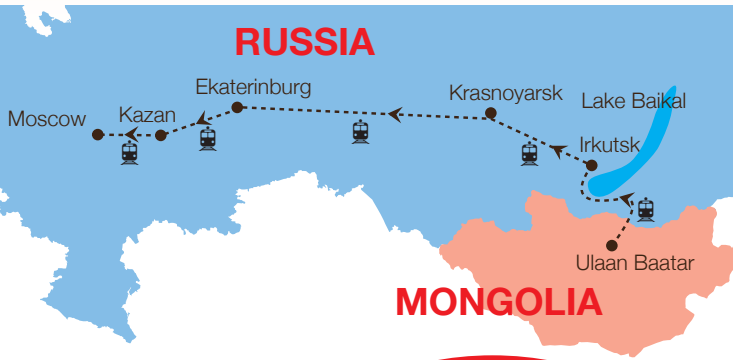 RUSSIA
Ekaterinburg
Krasnoyarsk
Lake Baikal
Moscow
Kazan
Irkutsk
Ulaan Baatar
MONGOLIA